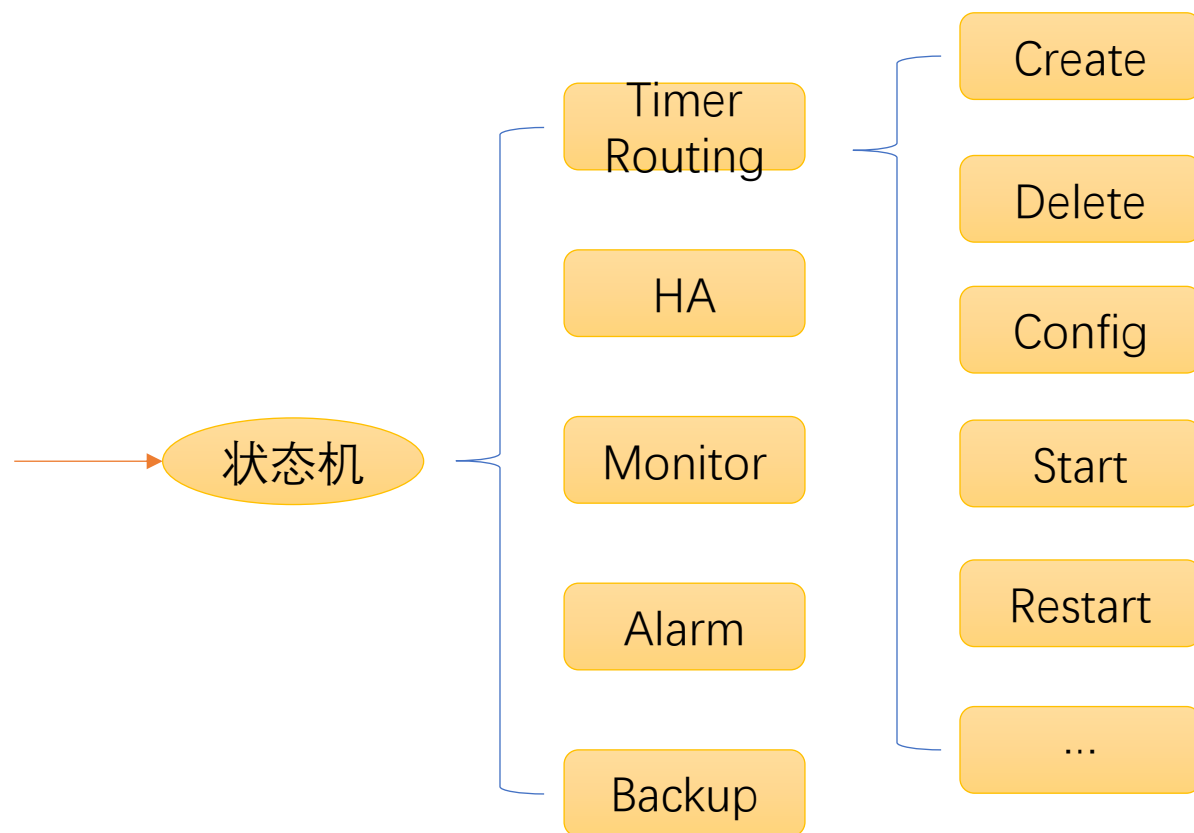 状态机
Timer
Routing
HA
Monitor
Alarm
Backup
Create
Delete
Config
Start
Restart
...